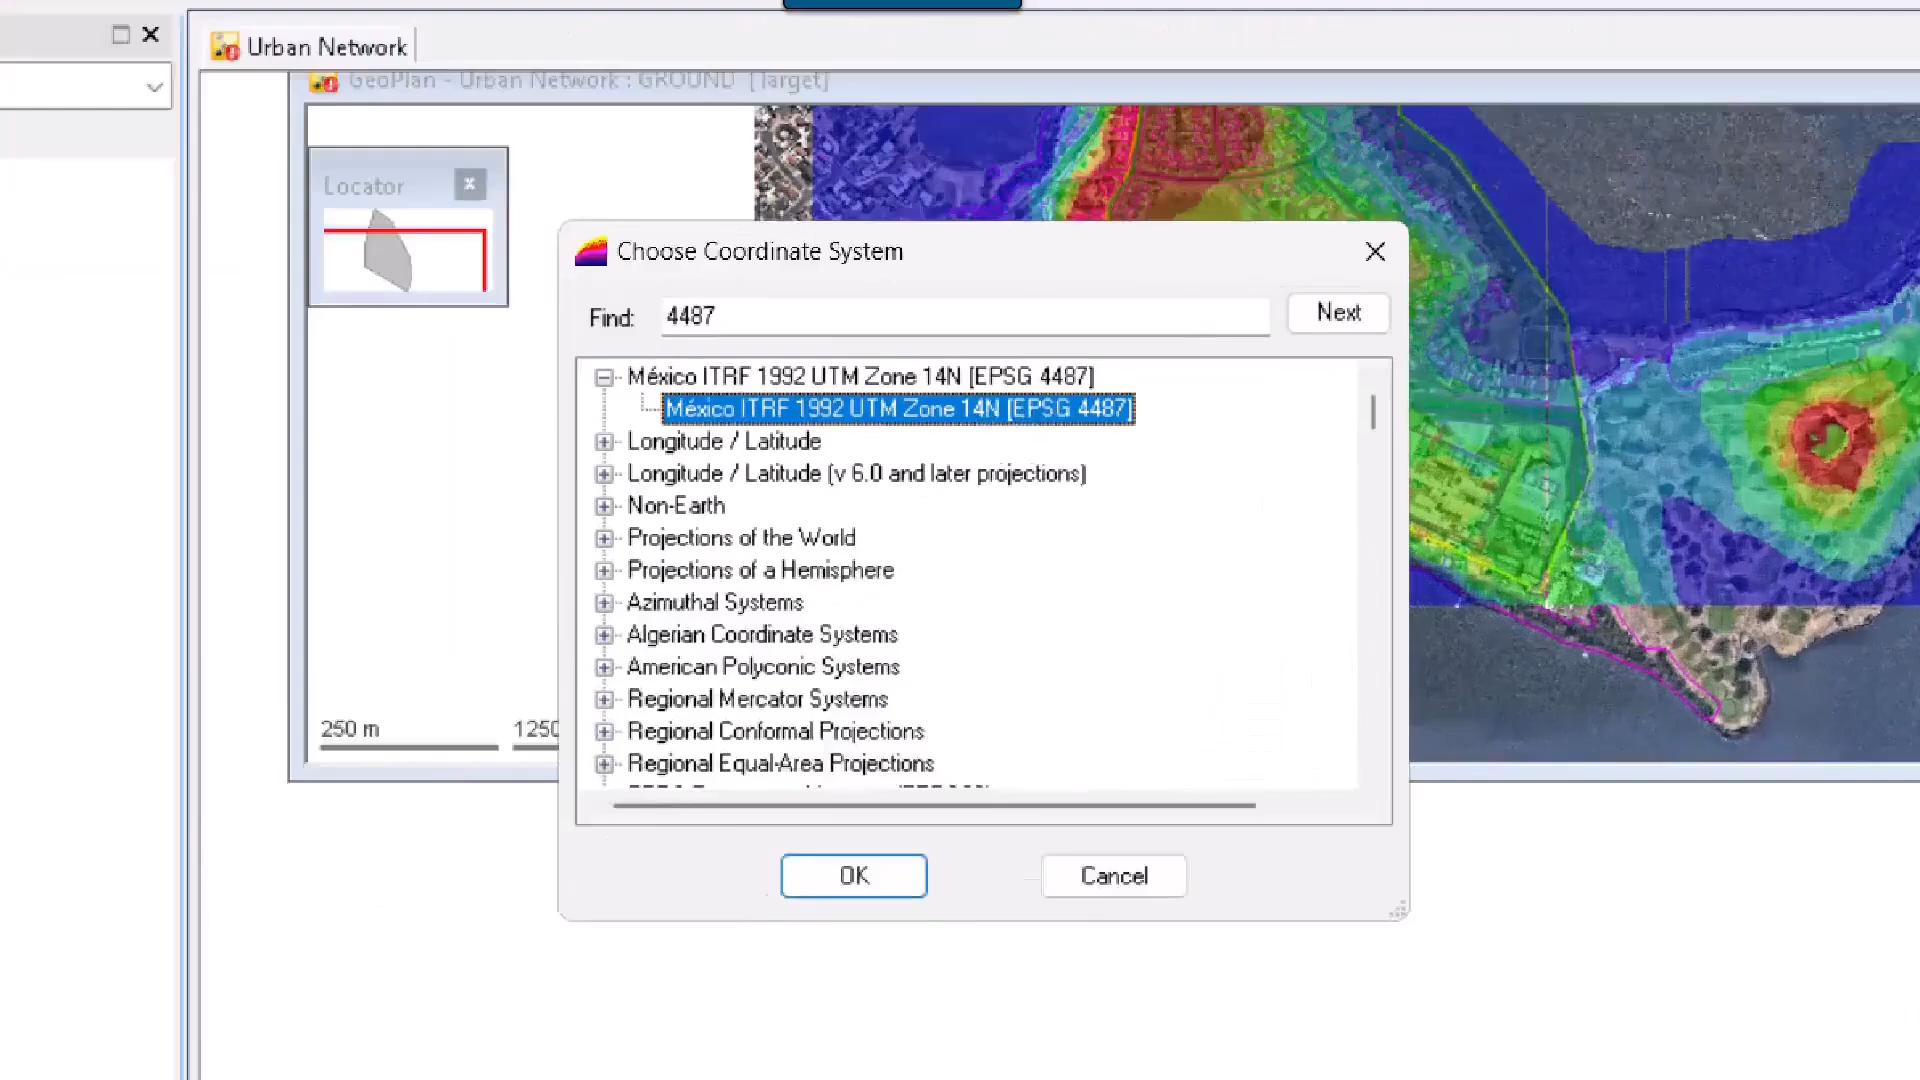 Urban Network
GeoPlan - Urban Network : GROUND [Target]
Locator
Choose Coordinate System
Find: 4487 Next
México ITRF 1992 UTM Zone 14N [EPSG 4487]
México ITRF 1992 UTM Zone 14N [EPSG 4487]
Longitude / Latitude
Longitude / Latitude (v 6.0 and later projections)
Non-Earth
Projections of the World
Projections of a Hemisphere
Azimuthal Systems
Algerian Coordinate Systems
American Polyconic Systems
Regional Mercator Systems
Regional Conformal Projections
Regional Equal-Area Projections
250 m 1250
OK Cancel